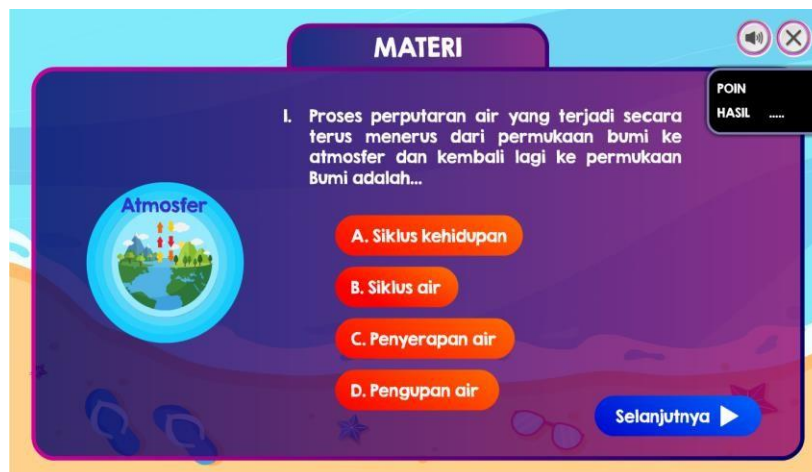 MATERI
POIN
HASIL .....
1. Proses perputaran air yang terjadi secara
terus menerus dari permukaan bumi ke
atmosfer dan kembali lagi ke permukaan
Bumi adalah...
Atmosfer
A. Siklus kehidupan
B. Siklus air
C. Penyerapan air
D. Pengupan air
Selanjutnya